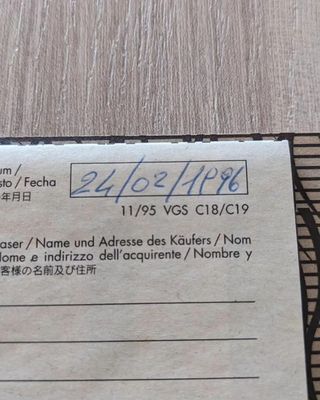 um/
sto/Fecha
年月日
24/02/1996
11/95 VGS C18/C19
aser/Name und Adresse des Käufers/Nom
Nome e indirizzo dell'acquirente/Nombre y
客様の名前及び住所